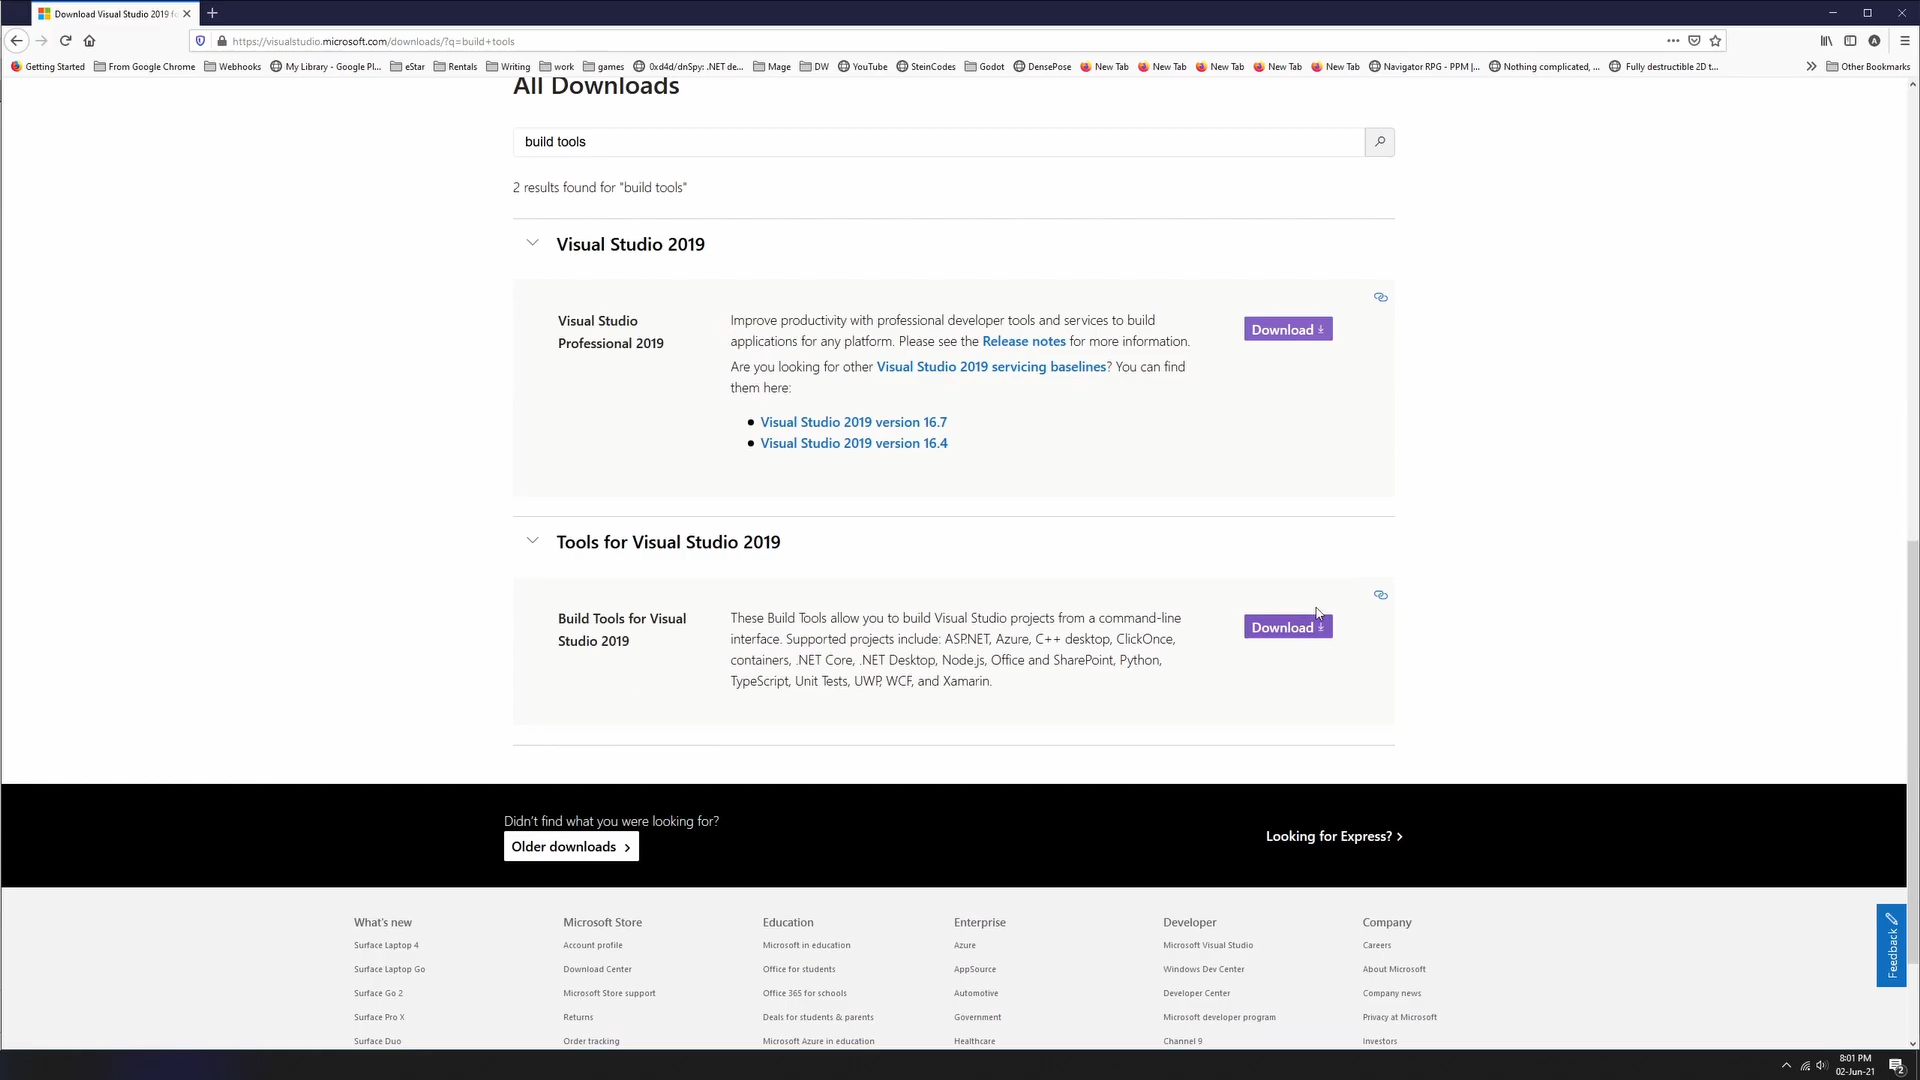 Download Visual Studio 2019 fo
https://visualstudio.microsoft.com/downloads/?q=build+tools
Getting Started From Google Chrome Webhooks My Library - Google Pl... eStar Rentals Writing work games 0xd4d/dnSpy: .NET de... Mage DW YouTube SteinCodes Godot DensePose New Tab New Tab New Tab New Tab New Tab Navigator RPG - PPM |... Nothing complicated, ... Fully destructible 2D t... Other Bookmarks
All Downloads
build tools
2 results found for "build tools"
Visual Studio 2019
Visual Studio
Professional 2019
Improve productivity with professional developer tools and services to build
applications for any platform. Please see the Release notes for more information.
Are you looking for other Visual Studio 2019 servicing baselines? You can find
them here:
• Visual Studio 2019 version 16.7
• Visual Studio 2019 version 16.4
Download
Tools for Visual Studio 2019
Build Tools for Visual
Studio 2019
These Build Tools allow you to build Visual Studio projects from a command-line
interface. Supported projects include: ASP.NET, Azure, C++ desktop, ClickOnce,
containers, .NET Core, .NET Desktop, Node.js, Office and SharePoint, Python,
TypeScript, Unit Tests, UWP, WCF, and Xamarin.
Download
Didn't find what you were looking for?
Older downloads
Looking for Express?
What's new
Surface Laptop 4
Surface Laptop Go
Surface Go 2
Surface Pro X
Surface Duo
Microsoft Store
Account profile
Download Center
Microsoft Store support
Returns
Order tracking
Education
Microsoft in education
Office for students
Office 365 for schools
Deals for students & parents
Microsoft Azure in education
Enterprise
Azure
AppSource
Automotive
Government
Healthcare
Developer
Microsoft Visual Studio
Windows Dev Center
Developer Center
Microsoft developer program
Channel 9
Company
Careers
About Microsoft
Company news
Privacy at Microsoft
Investors
Feedback
8:01 PM
02-Jun-21
2